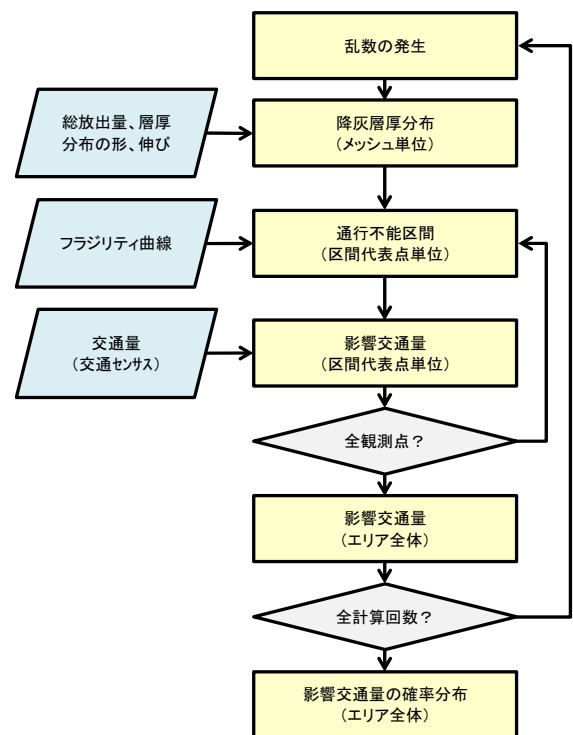 乱数の発生
総放出量、層厚
分布の形、伸び
降灰層厚分布
(メッシュ単位)
フラジリティ曲線
通行不能区間
(区間代表点単位)
交通量
(交通センサス)
影響交通量
(区間代表点単位)
全観測点?
影響交通量
(エリア全体)
全計算回数?
影響交通量の確率分布
(エリア全体)